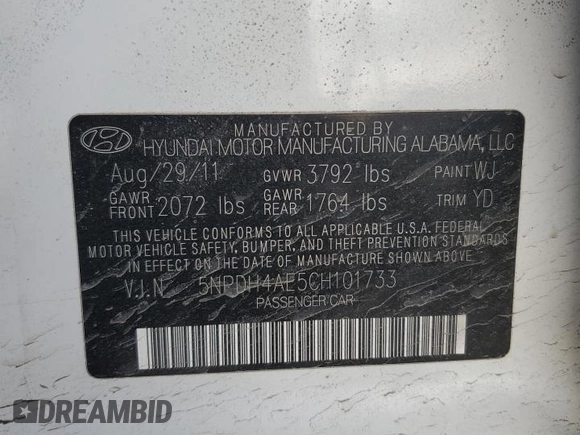 MANUFACTURED BY
HYUNDAI MOTOR MANUFACTURING ALABAMA, LLC
Aug/29/11 GVWR 3792 lbs PAINT WJ
GAWR FRONT 2072 lbs GAWR REAR 1764 lbs TRIM YD
THIS VEHICLE CONFORMS TO ALL APPLICABLE U.S.A. FEDERAL
MOTOR VEHICLE SAFETY, BUMPER, AND THEFT PREVENTION STANDARDS
IN EFFECT ON THE DATE OF MANUFACTURE SHOWN ABOVE.
V.I.N. 5NPDH4AE5CH101733
PASSENGER CAR
DREAMBID